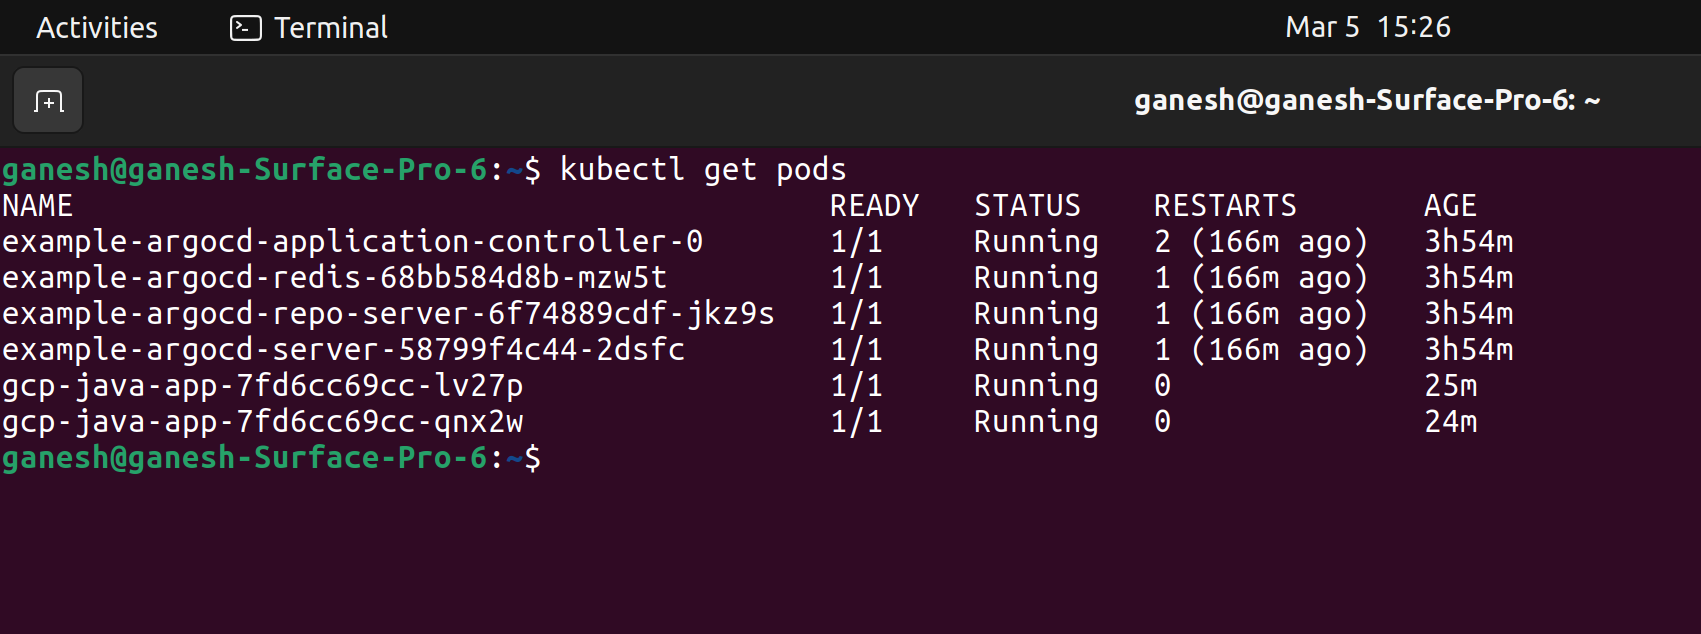 Activities Terminal Mar 5 15:26
ganesh@ganesh-Surface-Pro-6: ~
ganesh@ganesh-Surface-Pro-6:~$ kubectl get pods
NAME READY STATUS RESTARTS AGE
example-argocd-application-controller-0 1/1 Running 2 (166m ago) 3h54m
example-argocd-redis-68bb584d8b-mzw5t 1/1 Running 1 (166m ago) 3h54m
example-argocd-repo-server-6f74889cdf-jkz9s 1/1 Running 1 (166m ago) 3h54m
example-argocd-server-58799f4c44-2dsfc 1/1 Running 1 (166m ago) 3h54m
gcp-java-app-7fd6cc69cc-lv27p 1/1 Running 0 25m
gcp-java-app-7fd6cc69cc-qnx2w 1/1 Running 0 24m
ganesh@ganesh-Surface-Pro-6:~$